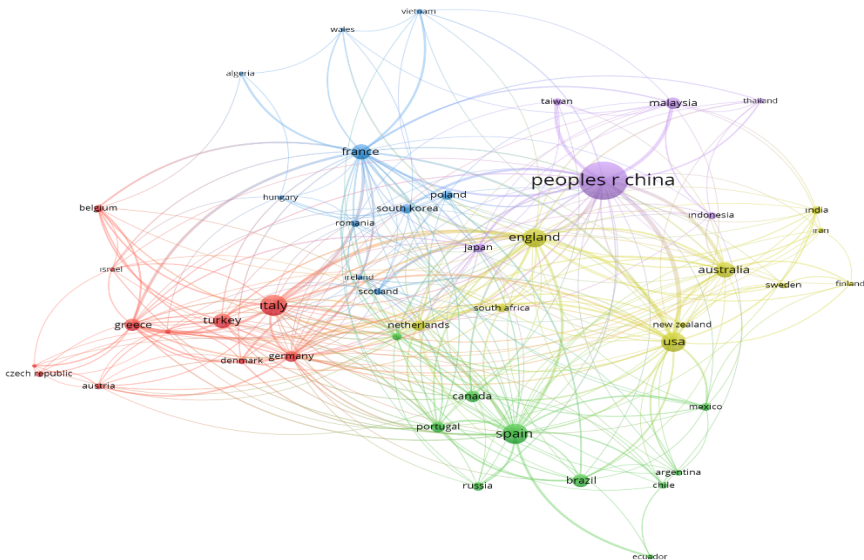 vietnam
wales
algeria
taiwan
malaysia
thailand
france
peoples r china
belgium
hungary
poland
south korea
romania
indonesia
india
iran
japan
england
israel
ireland
scotland
australia
sweden
finland
italy
south africa
greece
turkey
netherlands
new zealand
usa
denmark
germany
czech republic
austria
canada
mexico
portugal
spain
argentina
russia
brazil
chile
ecuador